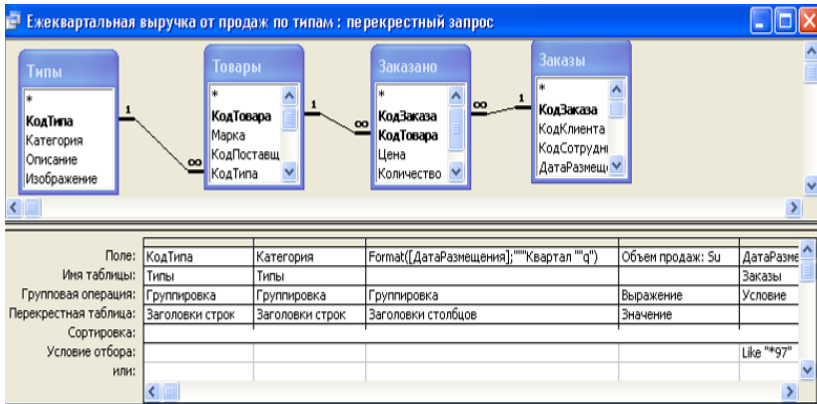 Ежеквартальная выручка от продаж по типам : перекрестный запрос
Типы
*
КодТипа
Категория
Описание
Изображение
1
∞
Товары
*
КодТовара
Марка
КодПоставщ
КодТипа
1
∞
Заказано
*
КодЗаказа
КодТовара
Цена
Количество
∞
1
Заказы
*
КодЗаказа
КодКлиента
КодСотрудн
ДатаРазмещ
Поле: КодТипа Категория Format([ДатаРазмещения];"""Квартал ""q") Объем продаж: Su ДатаРазме
Имя таблицы: Типы Типы Заказы
Групповая операция: Группировка Группировка Группировка Выражение Условие
Перекрестная таблица: Заголовки строк Заголовки строк Заголовки столбцов Значение
Сортировка:
Условие отбора: Like "*97"
или: